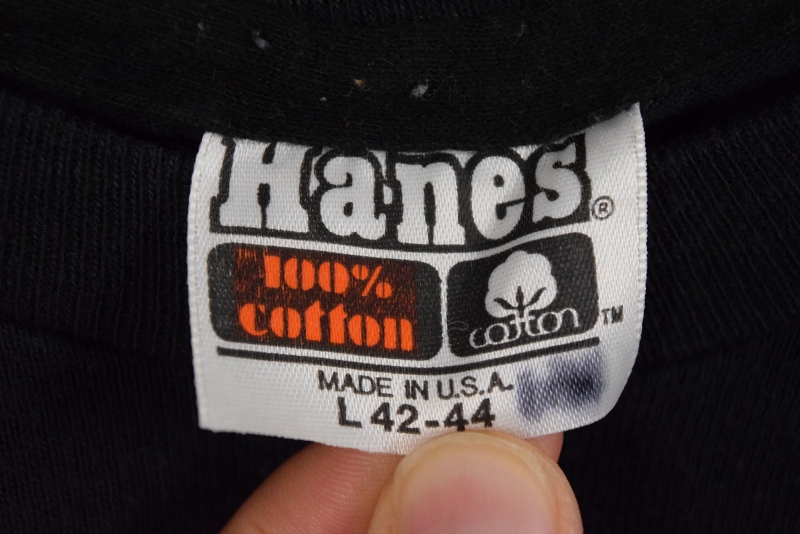 Hanes®
100%
cotton
cotton™
MADE IN U.S.A.
L 42-44